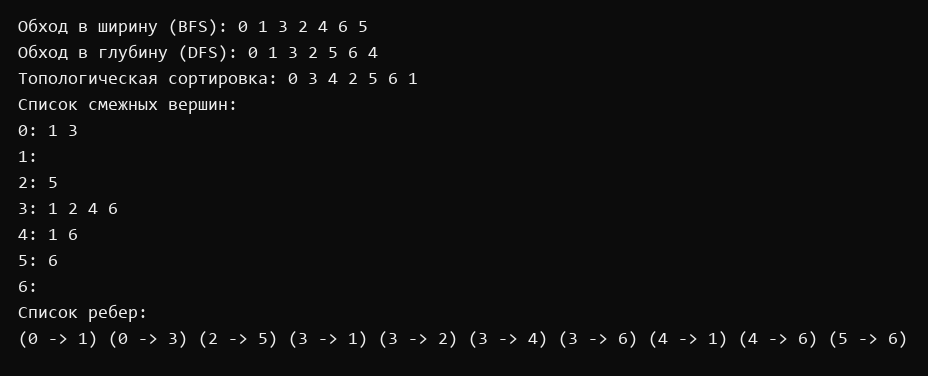 Обход в ширину (BFS): 0 1 3 2 4 6 5
Обход в глубину (DFS): 0 1 3 2 5 6 4
Топологическая сортировка: 0 3 4 2 5 6 1
Список смежных вершин:
0: 1 3
1:
2: 5
3: 1 2 4 6
4: 1 6
5: 6
6:
Список ребер:
(0 -> 1) (0 -> 3) (2 -> 5) (3 -> 1) (3 -> 2) (3 -> 4) (3 -> 6) (4 -> 1) (4 -> 6) (5 -> 6)